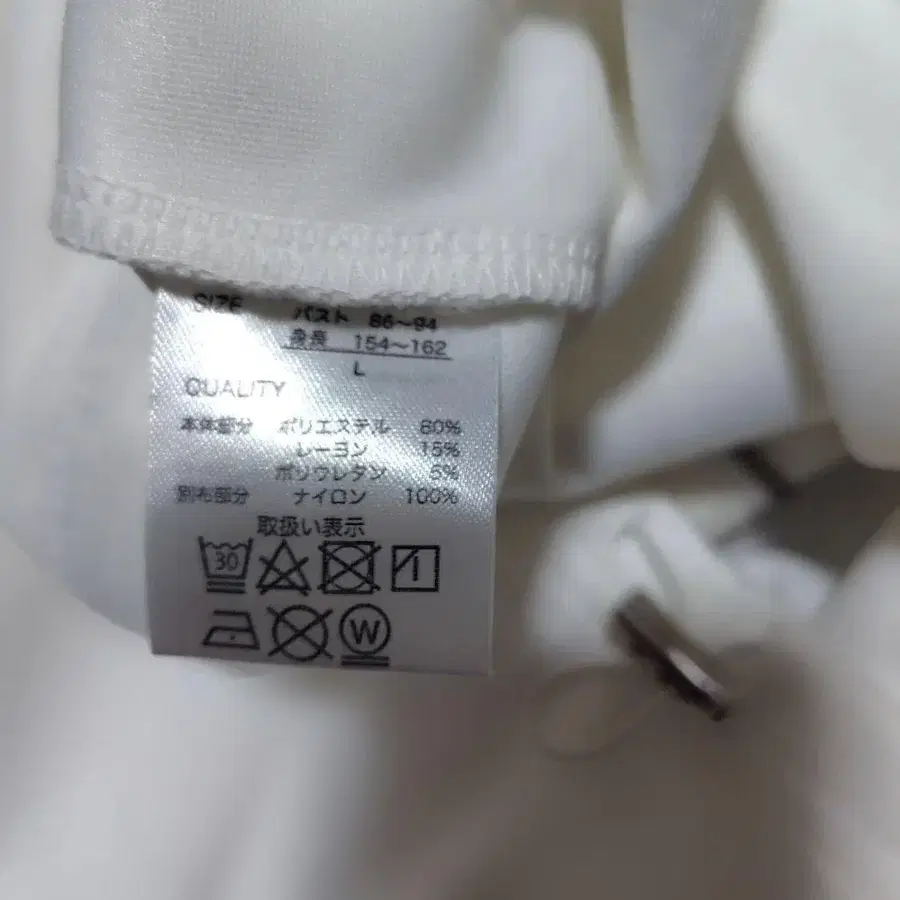 SIZE バスト 86～94
身長 154～162
L
QUALITY
本体部分 ポリエステル 80%
レーヨン 15%
ポリウレタン 5%
別布部分 ナイロン 100%
取扱い表示
30
W